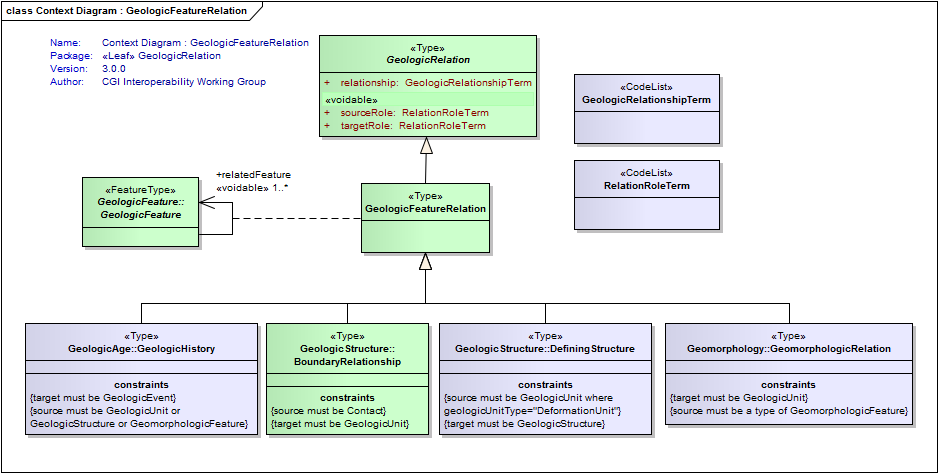 class Context Diagram : GeologicFeatureRelation
Name: Context Diagram : GeologicFeatureRelation
Package: «Leaf» GeologicRelation
Version: 3.0.0
Author: CGI Interoperability Working Group
«Type»
GeologicRelation
+ relationship: GeologicRelationshipTerm
«voidable»
+ sourceRole: RelationRoleTerm
+ targetRole: RelationRoleTerm
«CodeList»
GeologicRelationshipTerm
«CodeList»
RelationRoleTerm
+relatedFeature
«voidable» 1..*
«FeatureType»
GeologicFeature::
GeologicFeature
«Type»
GeologicFeatureRelation
«Type»
GeologicAge::GeologicHistory
constraints
{target must be GeologicEvent}
{source must be GeologicUnit or
GeologicStructure or GeomorphologicFeature}
«Type»
GeologicStructure::
BoundaryRelationship
constraints
{source must be Contact}
{target must be GeologicUnit}
«Type»
GeologicStructure::DefiningStructure
constraints
{source must be GeologicUnit where
geologicUnitType="DeformationUnit"}
{target must be GeologicStructure}
«Type»
Geomorphology::GeomorphologicRelation
constraints
{target must be GeologicUnit}
{source must be a type of GeomorphologicFeature}